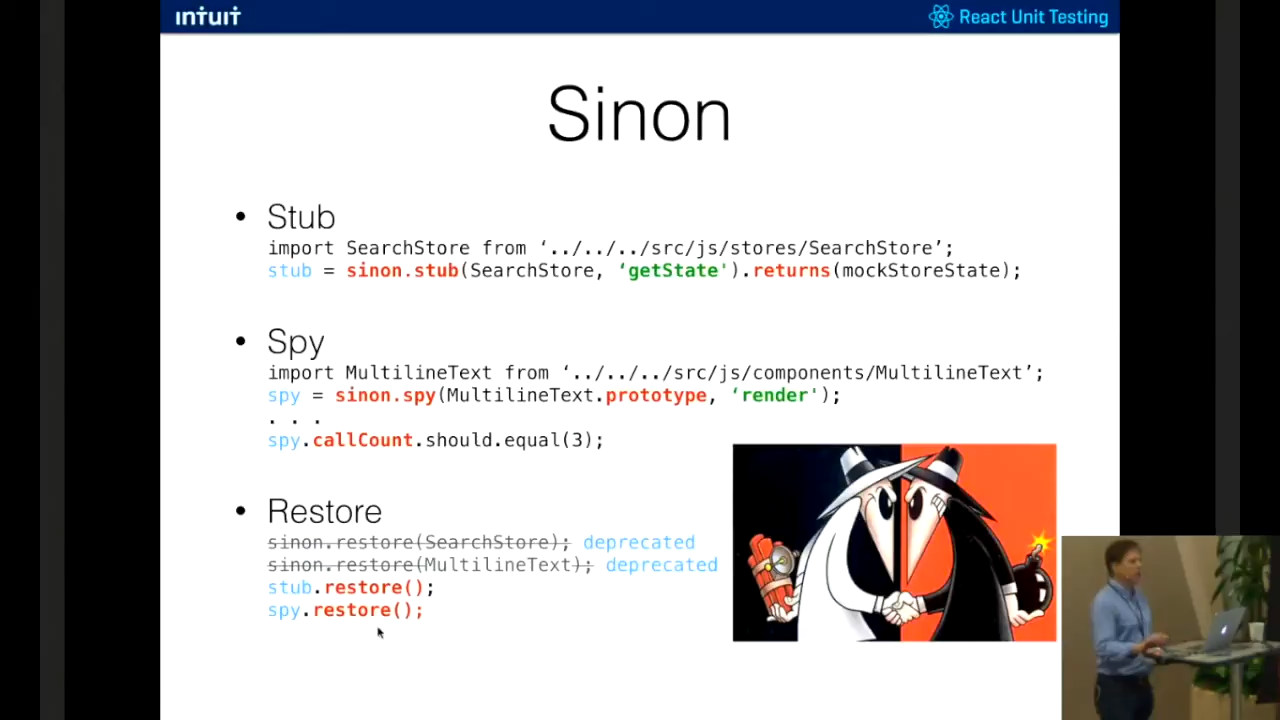 intuit
React Unit Testing
Sinon
• Stub
import SearchStore from ‘../../../src/js/stores/SearchStore’;
stub = sinon.stub(SearchStore, ‘getState').returns(mockStoreState);
• Spy
import MultilineText from ‘../../../src/js/components/MultilineText’;
spy = sinon.spy(MultilineText.prototype, ‘render');
. . .
spy.callCount.should.equal(3);
• Restore
sinon.restore(SearchStore); deprecated
sinon.restore(MultilineText); deprecated
stub.restore();
spy.restore();